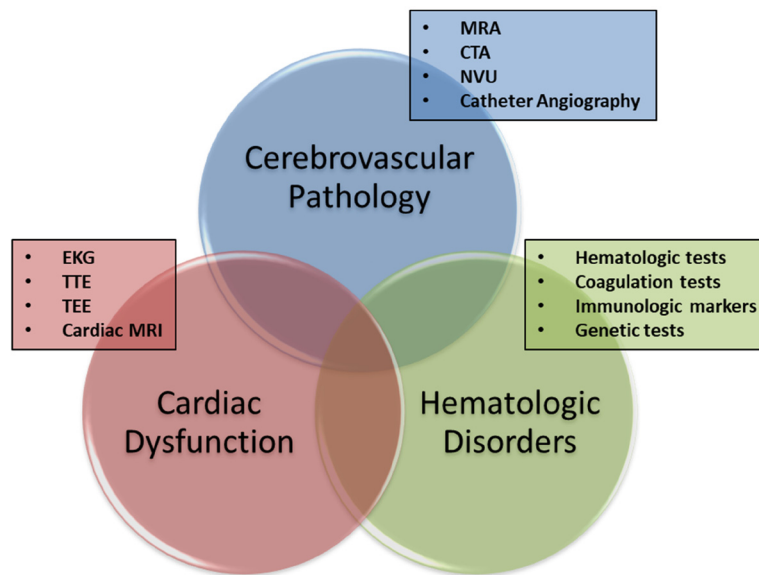 • MRA
• CTA
• NVU
• Catheter Angiography
Cerebrovascular
Pathology
• EKG
• TTE
• TEE
• Cardiac MRI
• Hematologic tests
• Coagulation tests
• Immunologic markers
• Genetic tests
Cardiac
Dysfunction
Hematologic
Disorders